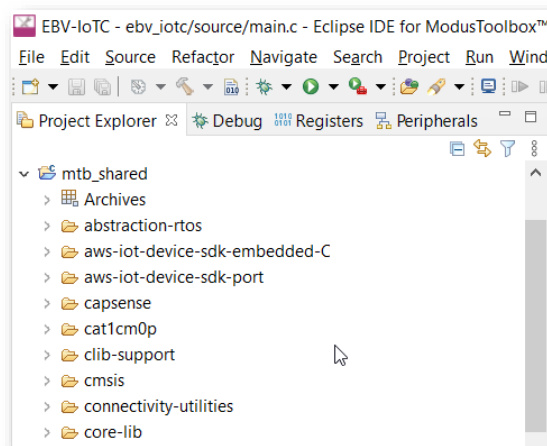 EBV-IoTC - ebv_iotc/source/main.c - Eclipse IDE for ModusToolbox™
File Edit Source Refactor Navigate Search Project Run Wind
Project Explorer Debug Registers Peripherals
mtb_shared
Archives
abstraction-rtos
aws-iot-device-sdk-embedded-C
aws-iot-device-sdk-port
capsense
cat1cm0p
clib-support
cmsis
connectivity-utilities
core-lib